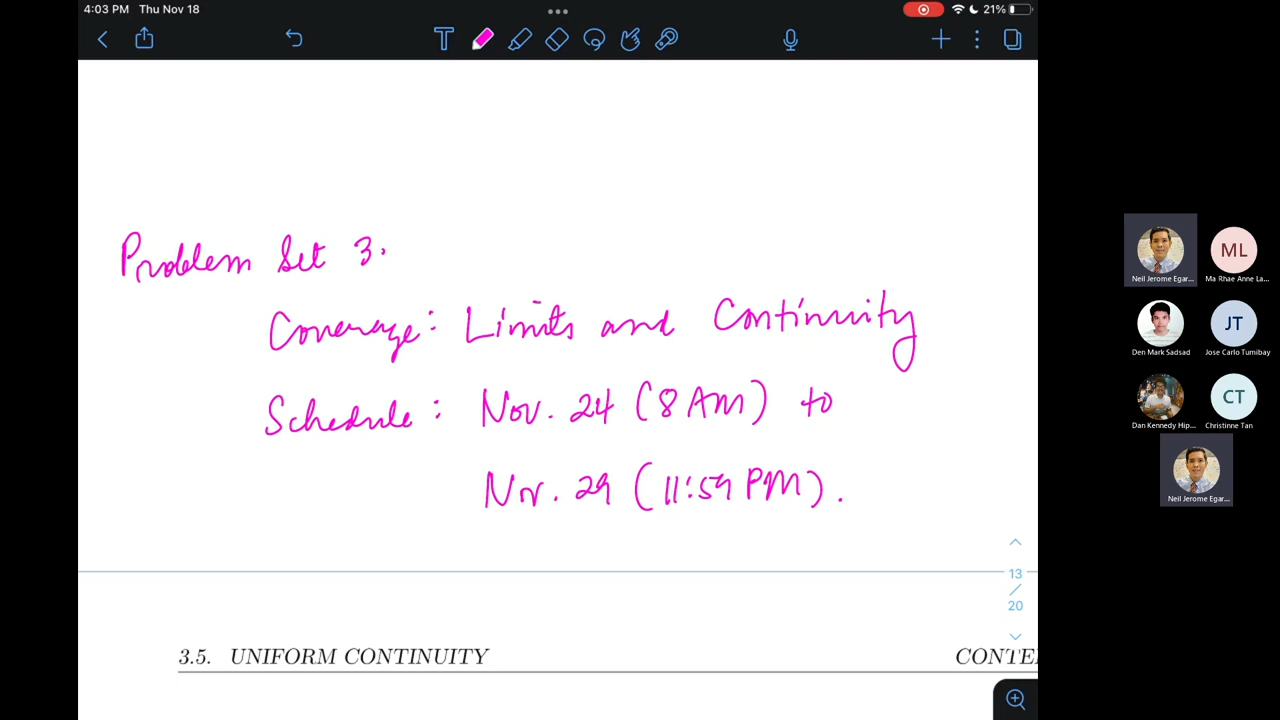 4:03 PM Thu Nov 18
21%
T
Problem Set 3.
Coverage: Limits and Continuity
Schedule: Nov. 24 (8 AM) to
Nov. 29 (11:59 PM).
13
/
20
3.5. UNIFORM CONTINUITY CONTE
Neil Jerome Egar...
ML
Ma Rhae Anne La...
Den Mark Sadsad
JT
Jose Carlo Tumibay
Dan Kennedy Hip...
CT
Christinne Tan
Neil Jerome Egar...